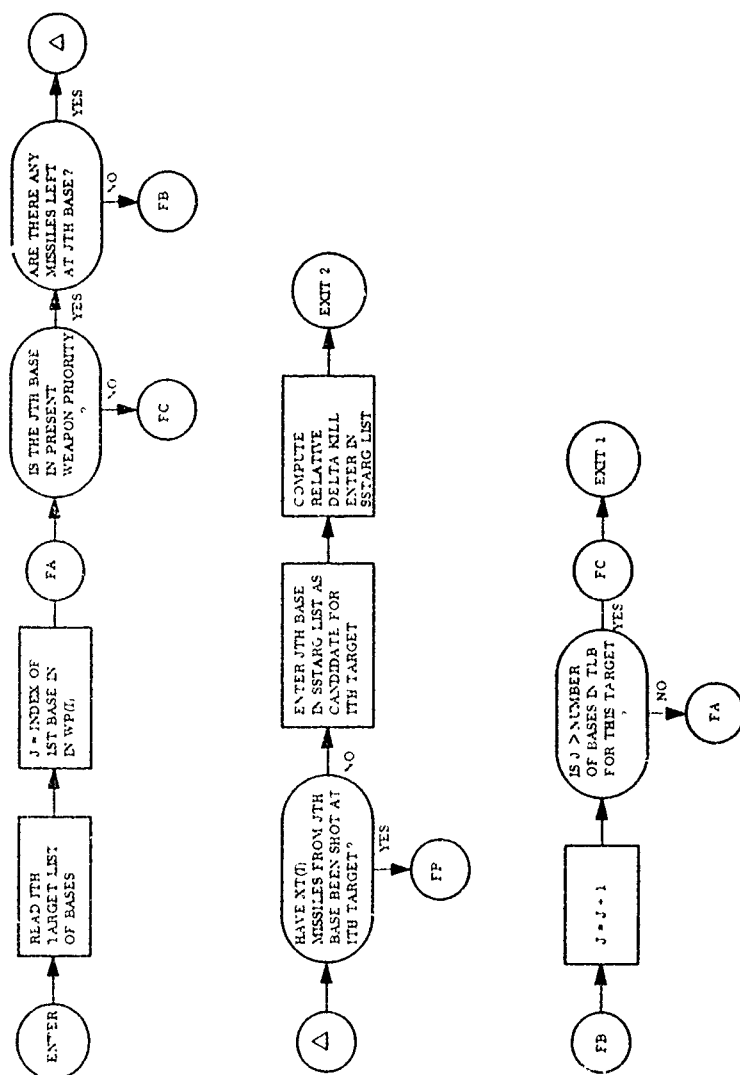 ENTER
READ JTH
TARGET LIST
OF BASES
J = INDEX OF
1ST BASE IN
IN WP(I,
FA
IS THE JTH BASE
IN PRESENT
WEAPON PRIORITY
?
YES
NO
FC
ARE THERE ANY
MISSILES LEFT
AT JTH BASE?
YES
NO
FB
Δ
Δ
HAVE XT(I)
MISSILES FROM JTH
BASE BEEN SHOT AT
ITH TARGET?
NO
YES
FP
ENTER JTH BASE
IN SSTARG LIST AS
CANDIDATE FOR
ITH TARGET
COMPUTE
RELATIVE
DELTA KILL
ENTER IN
SSTARG LIST
EXIT 2
FB
J = J + 1
IS J > NUMBER
OF BASES IN TLB
FOR THIS TARGET
?
YES
NO
FA
FC
EXIT 1